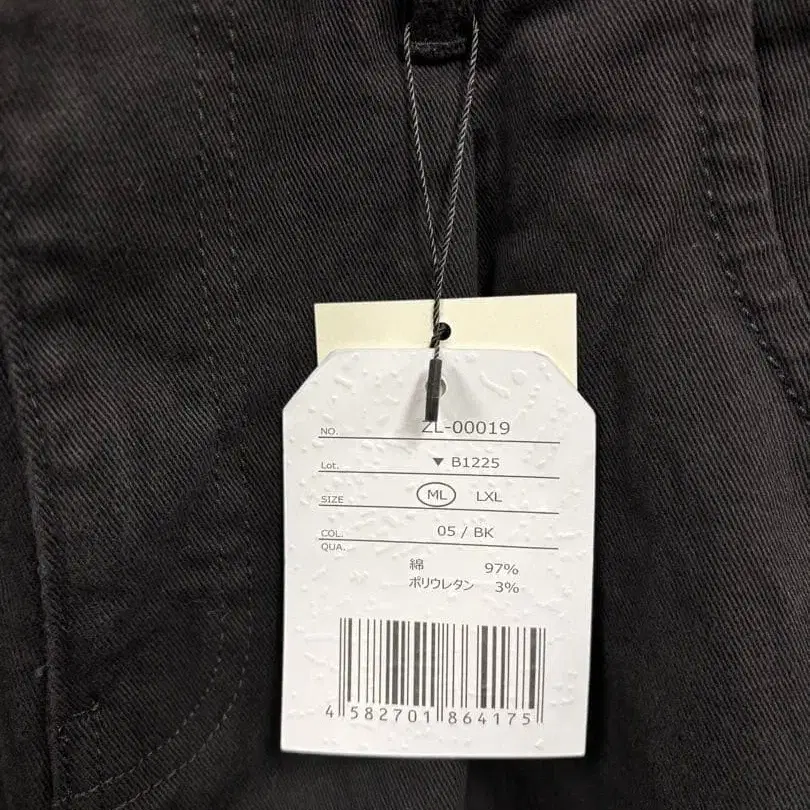 NO. ZL-00019
Lot. ▼ B1225
SIZE ML LXL
COL. 05 / BK
QUA.
綿 97%
ポリウレタン 3%
4 582701 864175